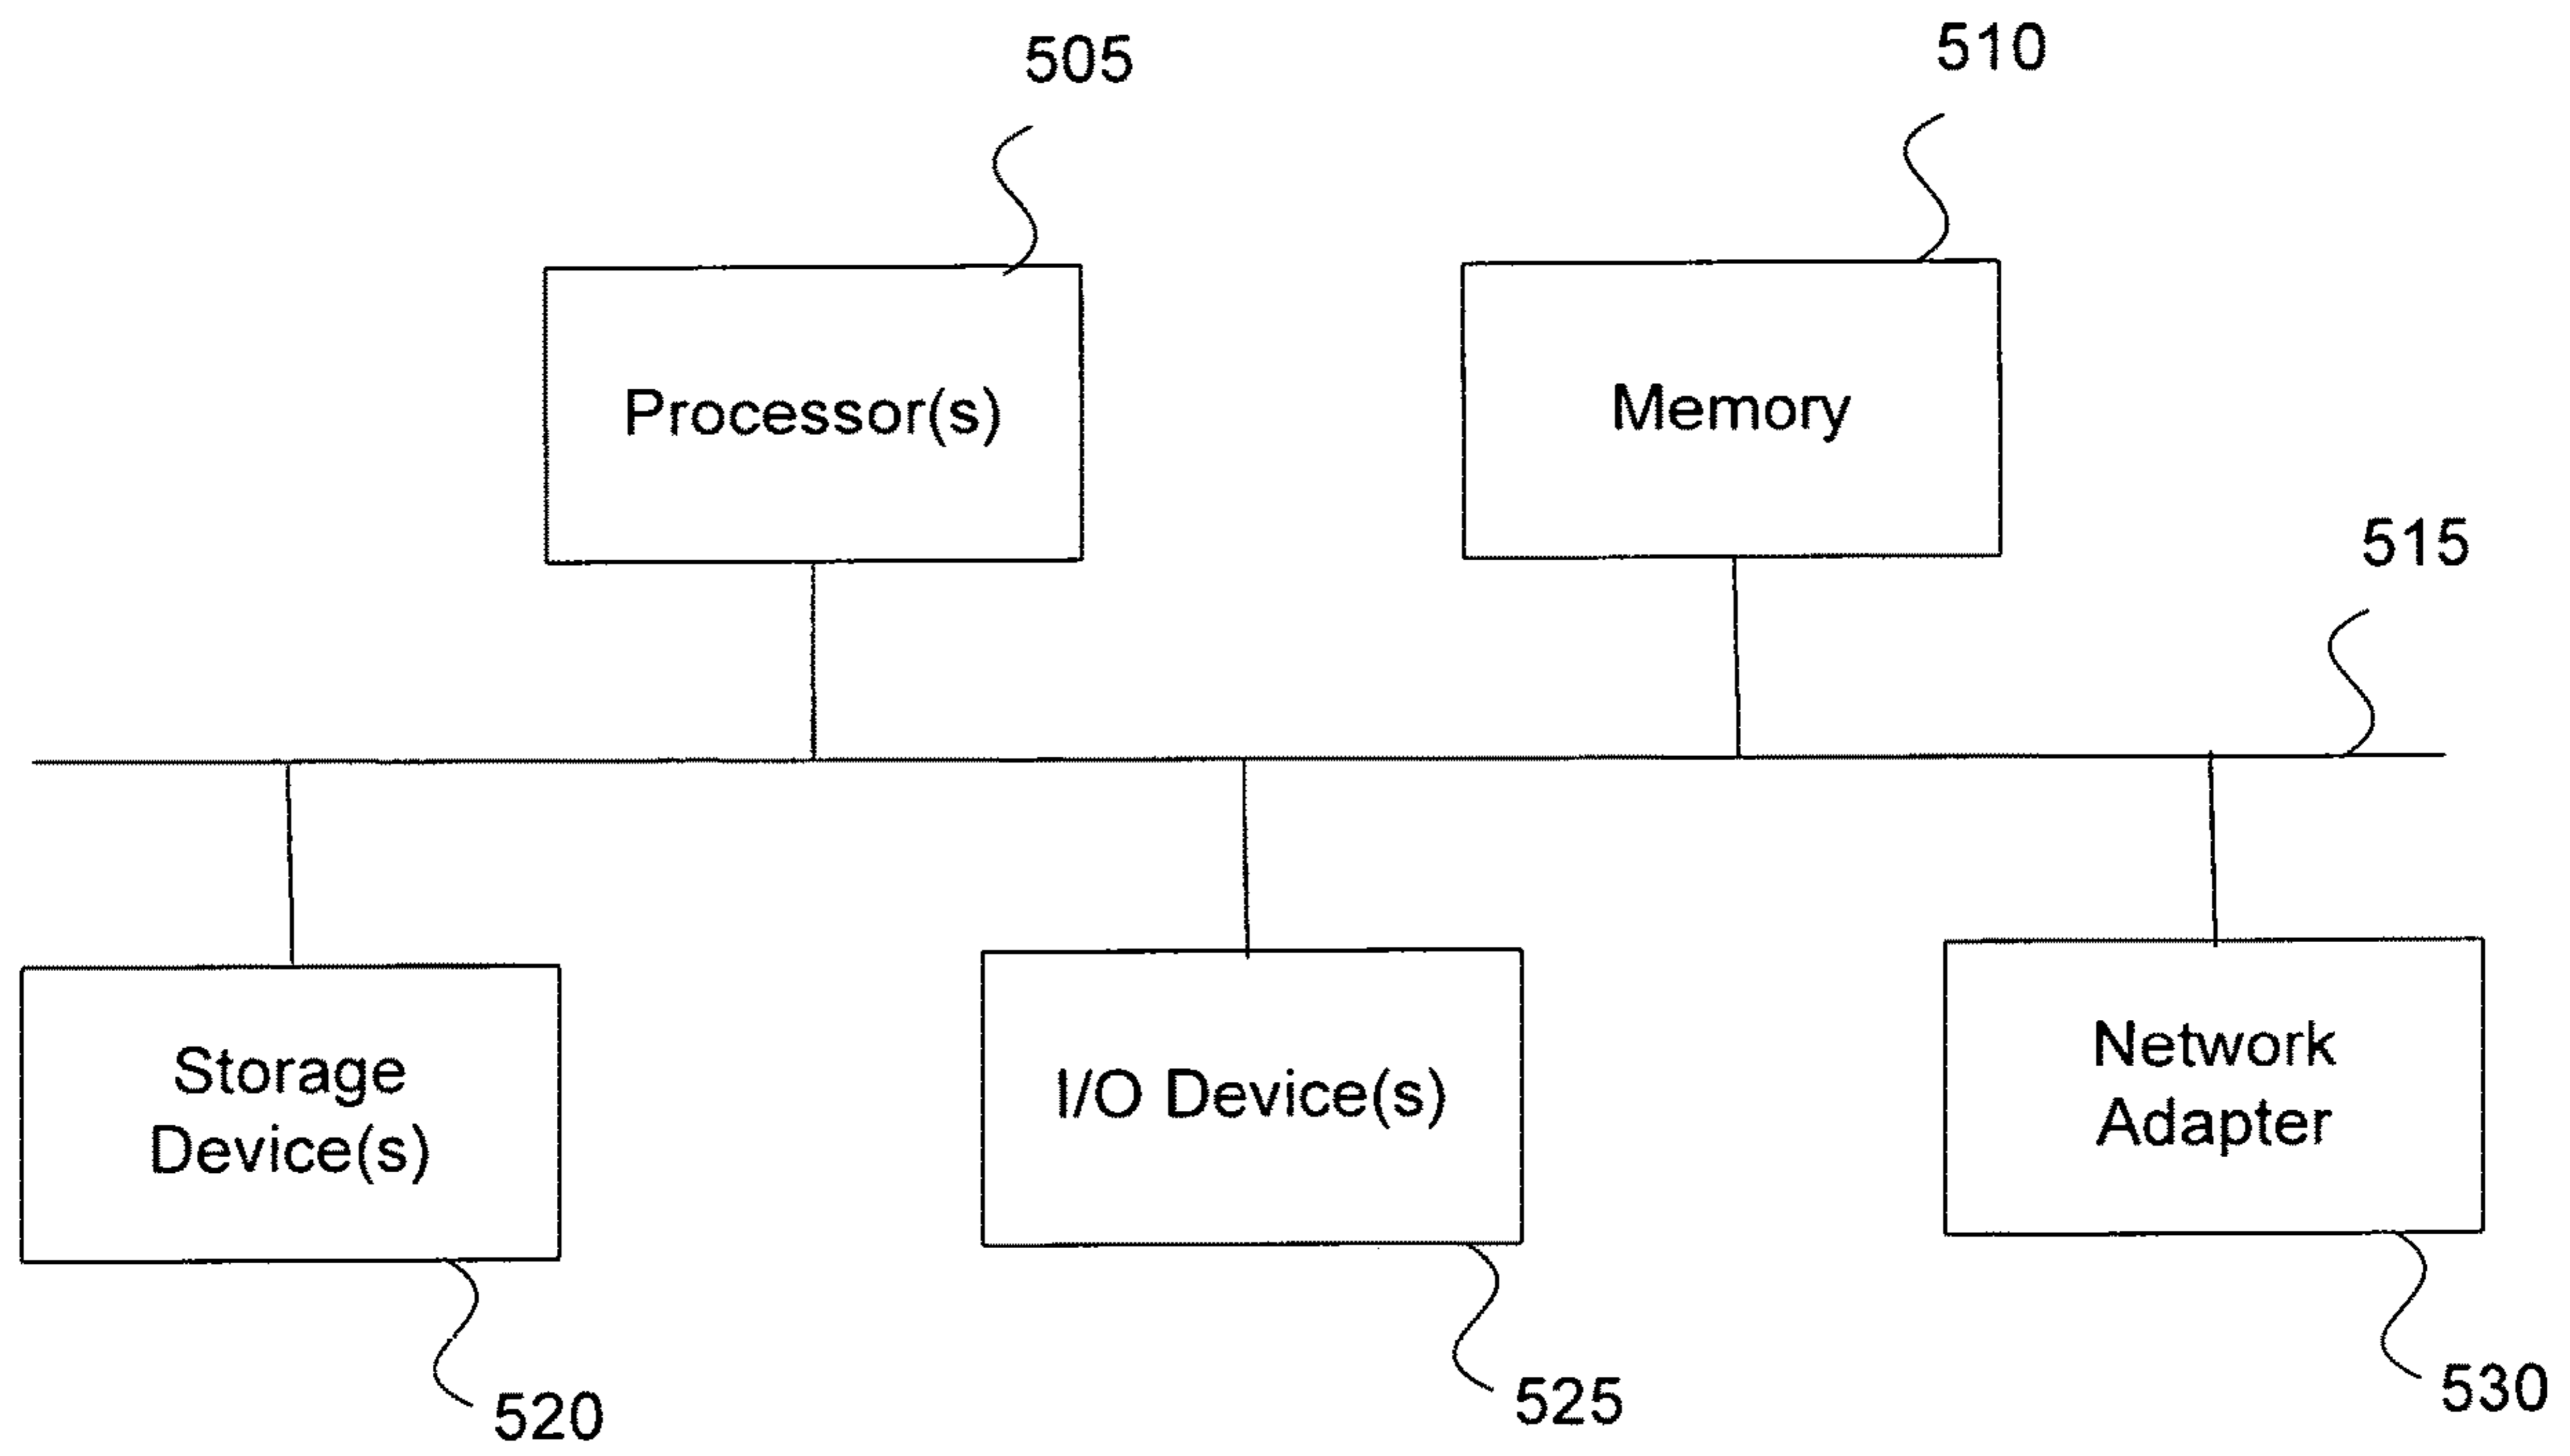 505
510
Processor(s)
Memory
515
Storage
Device(s)
I/O Device(s)
Network
Adapter
520
525
530